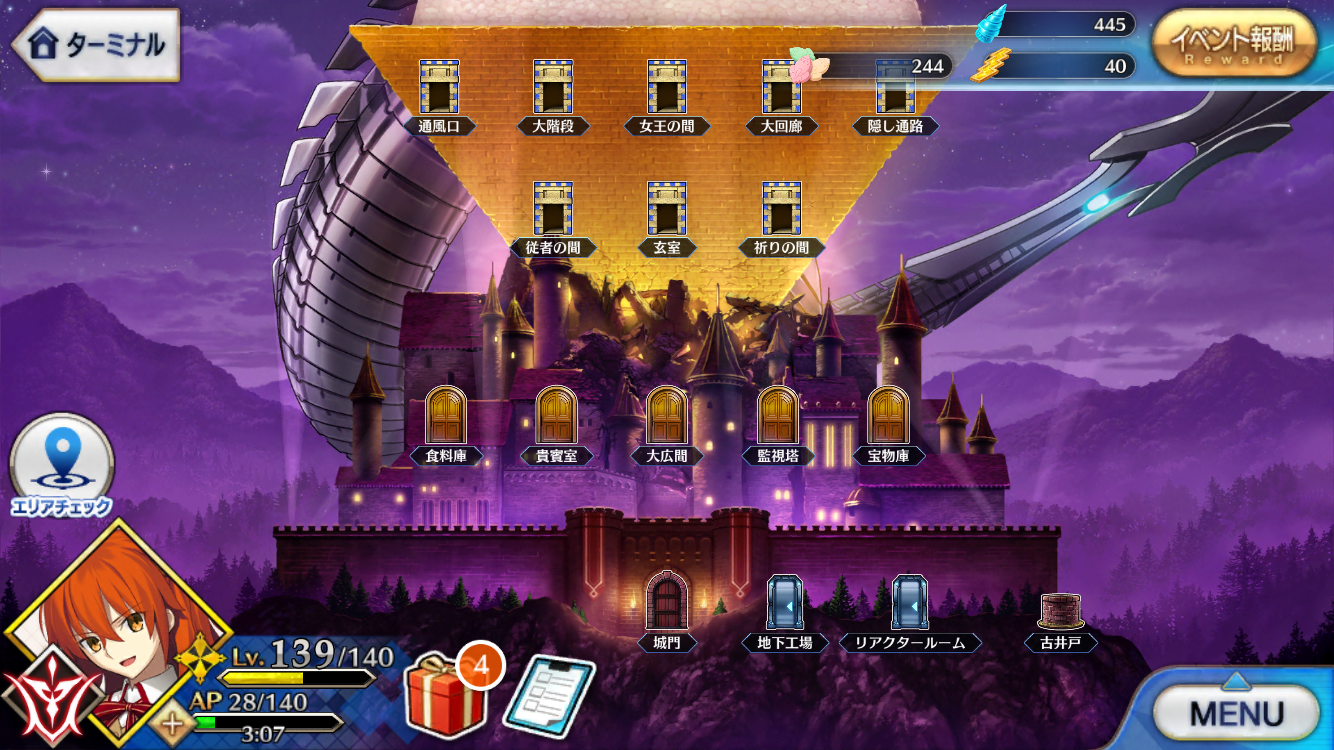 ターミナル
445
イベント報酬
Reward
244
40
通風口
大階段
女王の間
大回廊
隠し通路
従者の間
玄室
祈りの間
食料庫
貴賓室
大広間
監視塔
宝物庫
エリアチェック
城門
地下工場
リアクタールーム
古井戸
Lv.139/140
4
AP 28/140
3:07
MENU